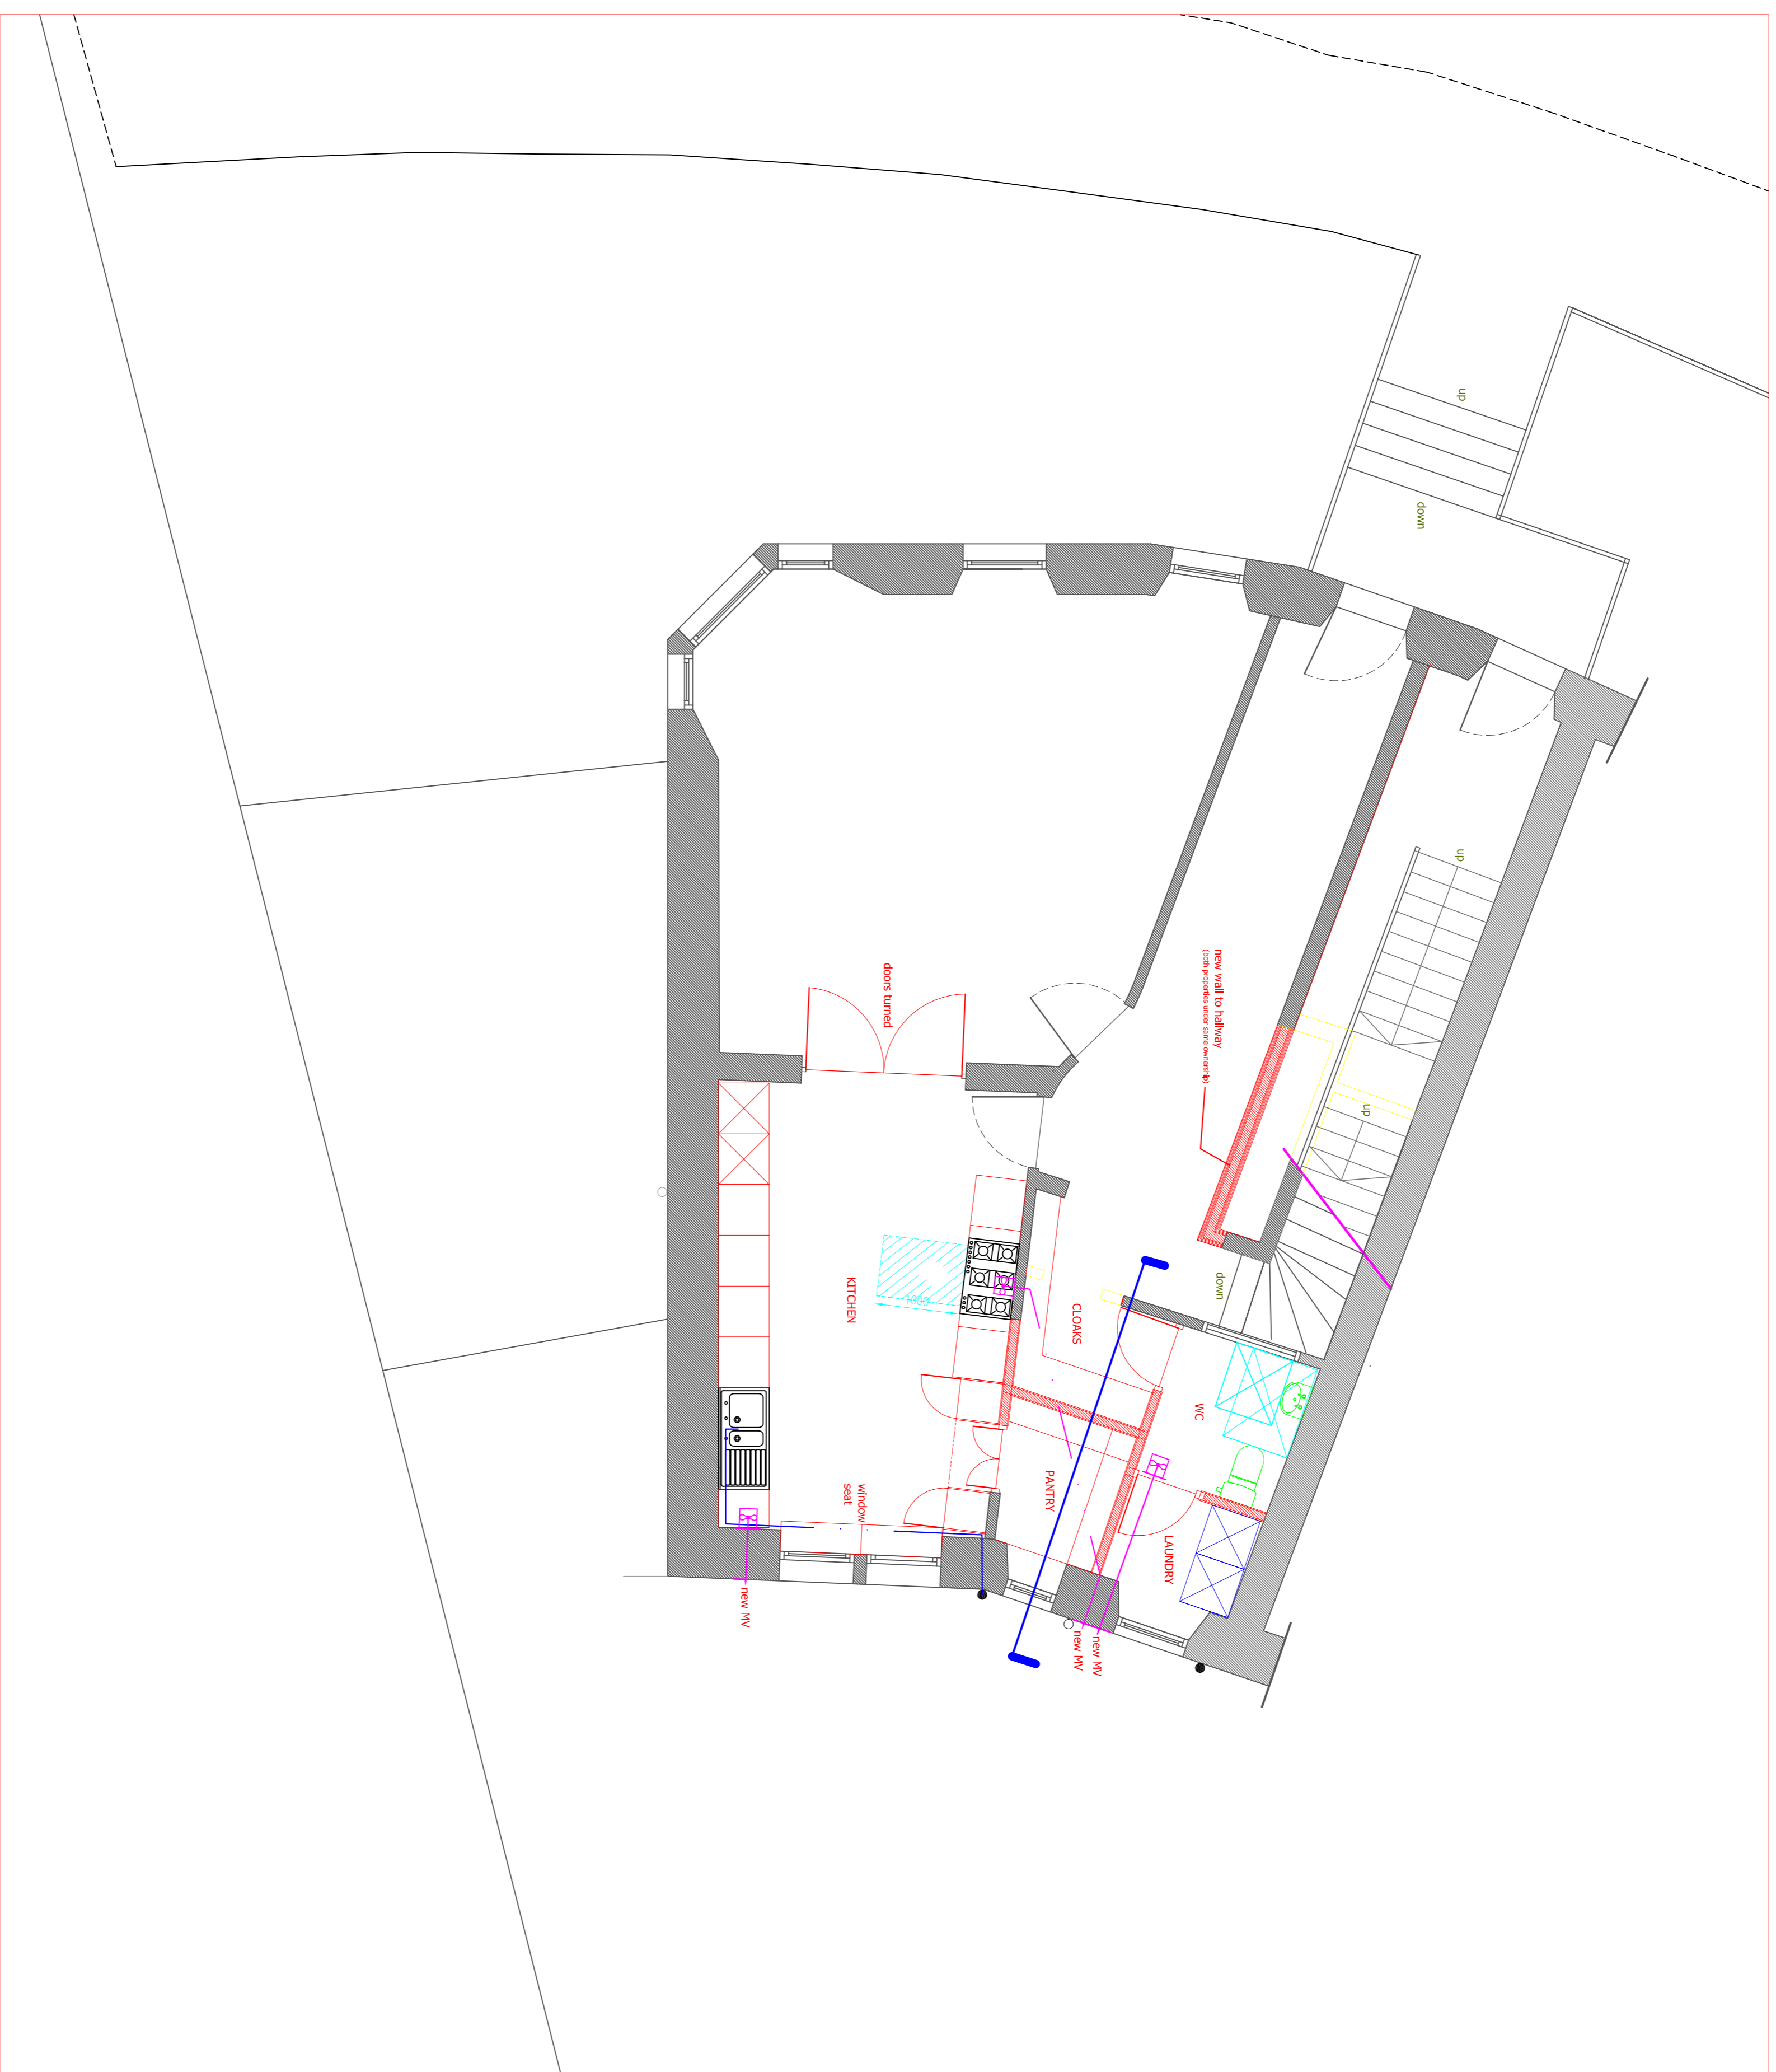 up
down
up
doors turned
new wall to hallway
(both properties under same ownership)
up
down
KITCHEN
1000
CLOAKS
WC
PANTRY
window
seat
LAUNDRY
new MV
new MV
new MV